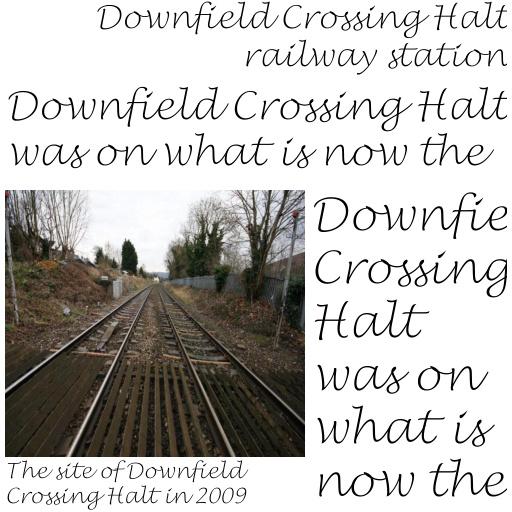 Downfield Crossing Halt
railway station
Downfield Crossing Halt
was on what is now the
Downfie
Crossing
Halt
was on
what is
now the
The site of Downfield
Crossing Halt in 2009